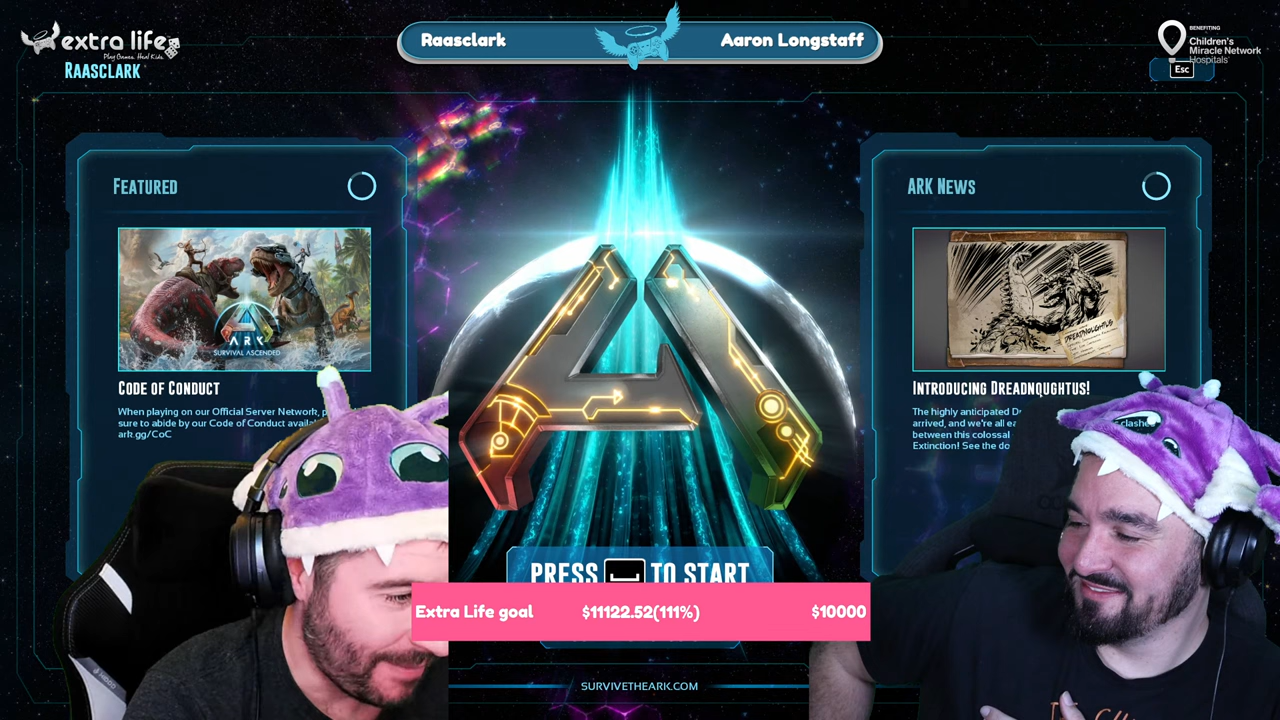 extra life
Play Games. Heal Kids.
RAASCLARK
Raasclark
Aaron Longstaff
BENEFITING
Children's
Miracle Network
Hospitals
Esc
FEATURED
ARK
SURVIVAL ASCENDED
CODE OF CONDUCT
When playing on our Official Server Network, p
sure to abide by our Code of Conduct availa
ark.gg/CoC
ARK NEWS
DREADNOUGHTUS
INTRODUCING DREADNOUGHTUS!
The highly anticipated D
arrived, and we're all ea clashe
between this colossal
Extinction! See the do
PRESS TO START
Extra Life goal $11122.52(111%) $10000
SURVIVETHEARK.COM